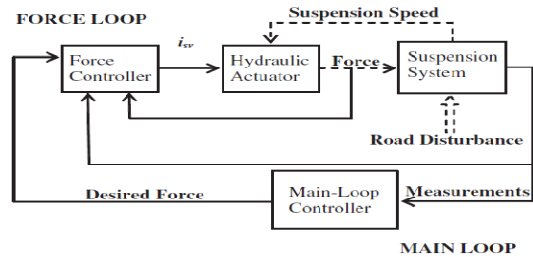 FORCE LOOP
Suspension Speed
Force
Controller
isv
Hydraulic
Actuator
Force
Suspension
System
Road Disturbance
Desired Force
Main-Loop
Controller
Measurements
MAIN LOOP